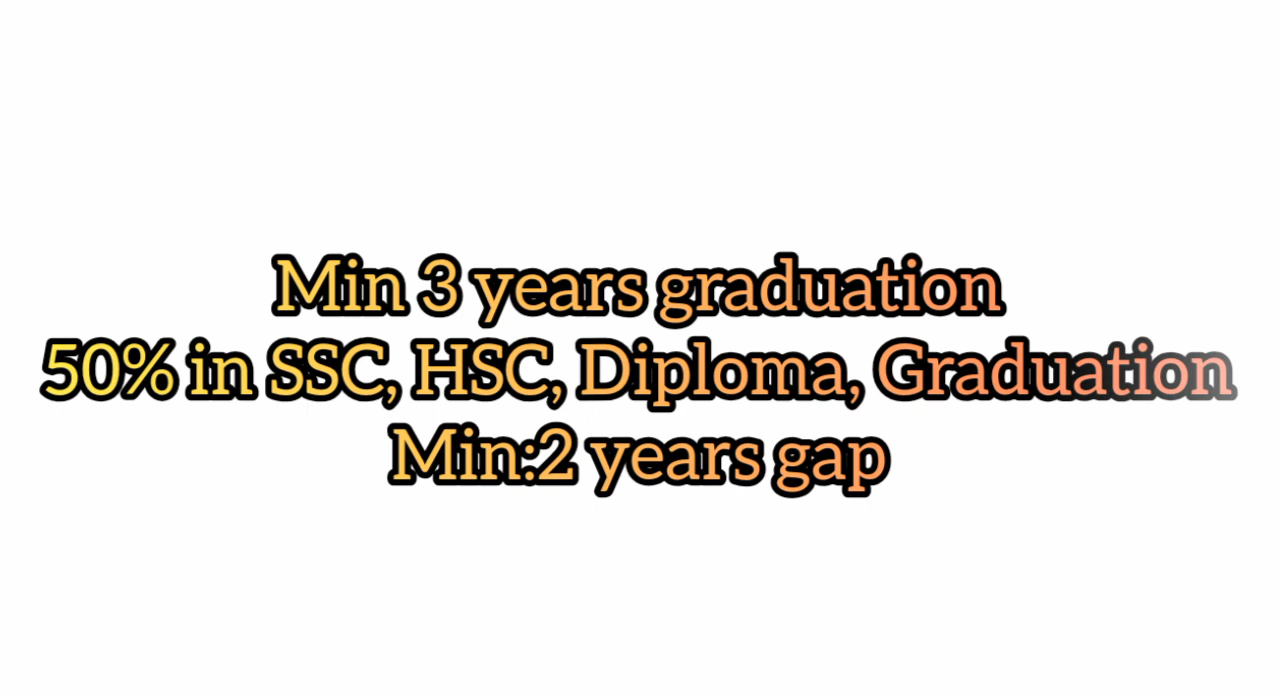 Min 3 years graduation
50% in SSC, HSC, Diploma, Graduation
Min:2 years gap